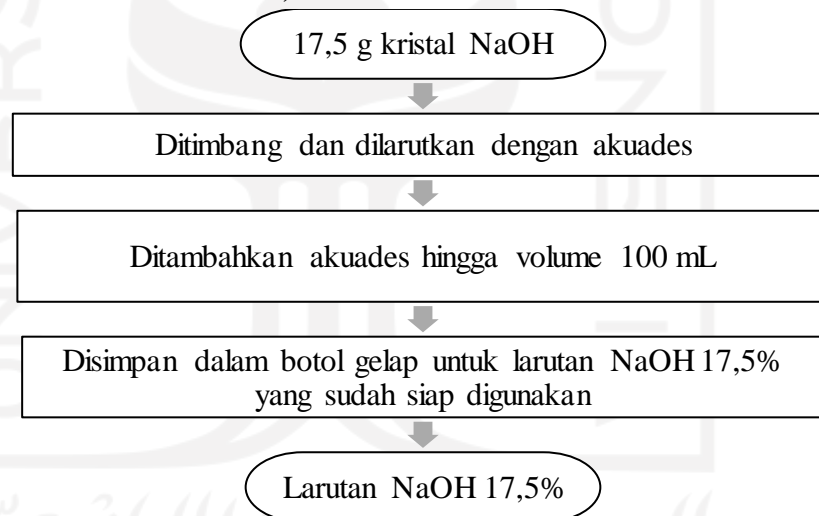 17,5 g kristal NaOH
Ditimbang dan dilarutkan dengan akuades
Ditambahkan akuades hingga volume 100 mL
Disimpan dalam botol gelap untuk larutan NaOH 17,5%
yang sudah siap digunakan
Larutan NaOH 17,5%